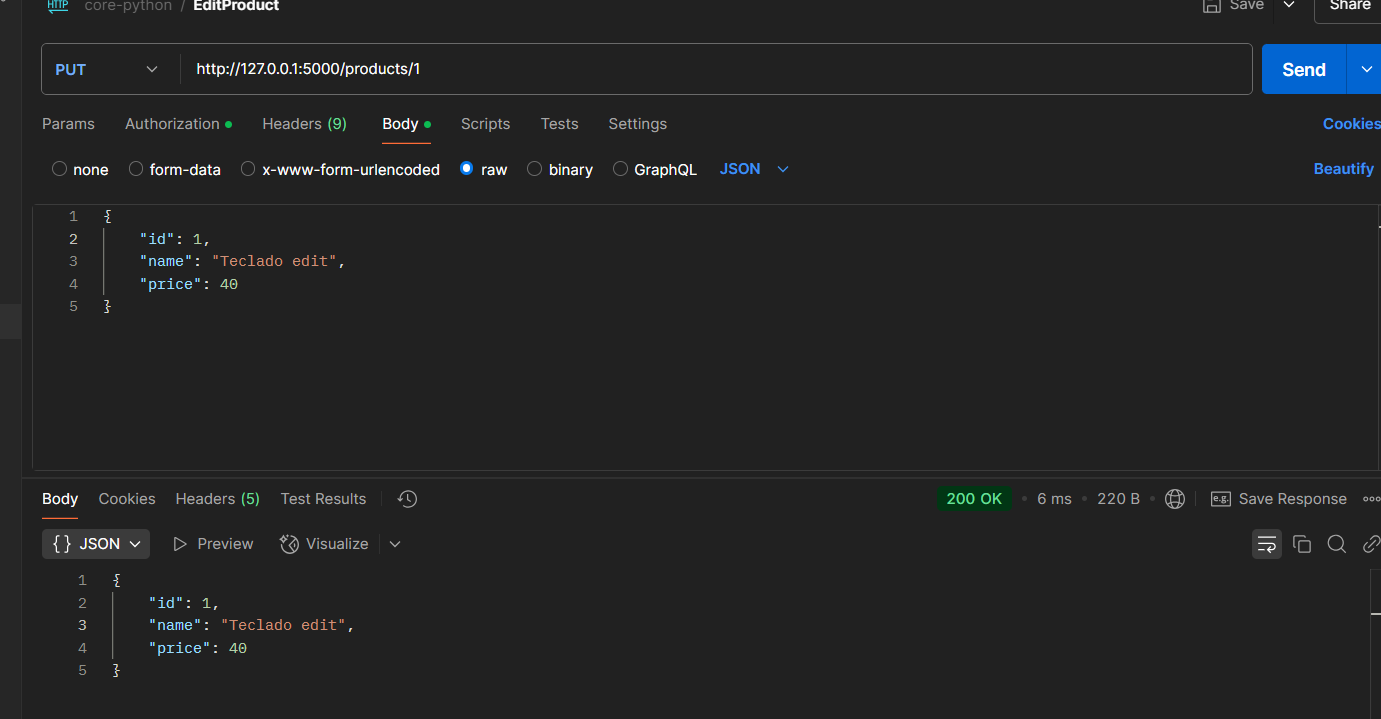 HTTP core-python / EditProduct Save Share
PUT http://127.0.0.1:5000/products/1 Send
Params Authorization Headers (9) Body Scripts Tests Settings Cookies
none form-data x-www-form-urlencoded raw binary GraphQL JSON Beautify
1 {
2 "id": 1,
3 "name": "Teclado edit",
4 "price": 40
5 }
Body Cookies Headers (5) Test Results 200 OK • 6 ms • 220 B • e.g. Save Response
{} JSON Preview Visualize
1 {
2 "id": 1,
3 "name": "Teclado edit",
4 "price": 40
5 }